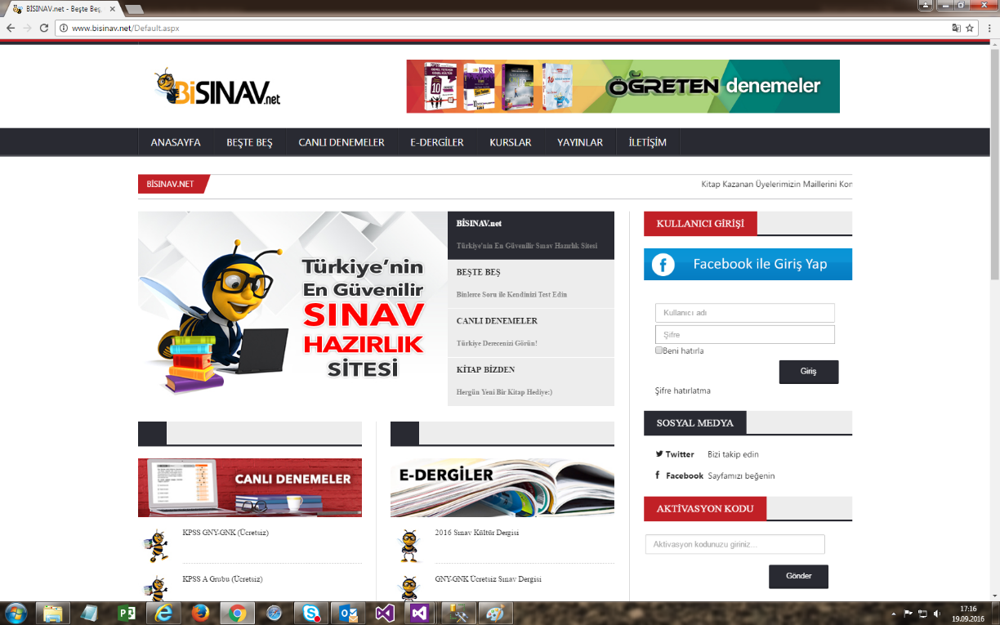 BİSINAV.net - Beşte Beş
www.bisinav.net/Default.aspx
BiSINAV.net
ÖĞRETEN denemeler
ANASAYFA
BEŞTE BEŞ
CANLI DENEMELER
E-DERGİLER
KURSLAR
YAYINLAR
İLETİŞİM
BİSINAV.NET
Kitap Kazanan Üyelerimizin Maillerini Kon
Türkiye'nin
En Güvenilir
SINAV
HAZIRLIK
SİTESİ
BİSINAV.net
Türkiye'nin En Güvenilir Sınav Hazırlık Sitesi
BEŞTE BEŞ
Binlerce Soru ile Kendinizi Test Edin
CANLI DENEMELER
Türkiye Derecenizi Görün!
KİTAP BİZDEN
Hergün Yeni Bir Kitap Hediye:)
KULLANICI GİRİŞİ
Facebook ile Giriş Yap
Kullanıcı adı
Şifre
Beni hatırla
Giriş
Şifre hatırlatma
SOSYAL MEDYA
Twitter Bizi takip edin
Facebook Sayfamızı beğenin
AKTİVASYON KODU
Aktivasyon kodunuzu giriniz...
Gönder
CANLI DENEMELER
KPSS GNY-GNK (Ücretsiz)
KPSS A Grubu (Ücretsiz)
E-DERGİLER
2016 Sınav Kültür Dergisi
GNY-GNK Ücretsiz Sınav Dergisi
17:16
19.09.2016